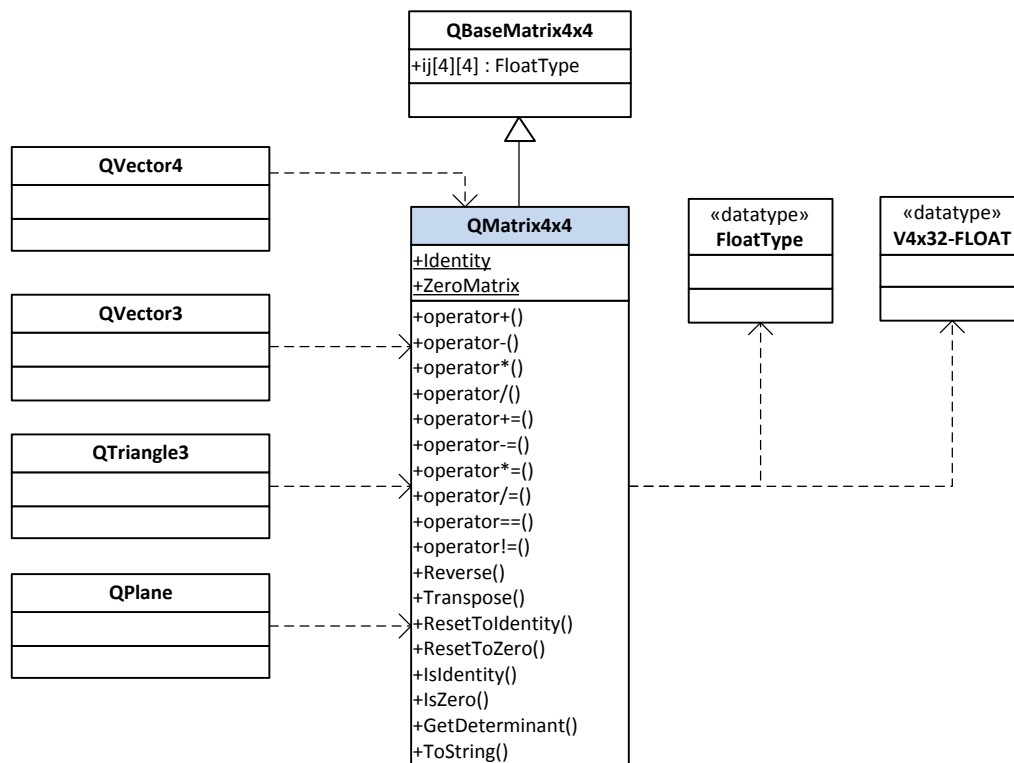 QBaseMatrix4x4
+ij[4][4] : FloatType
QVector4
QVector3
QTriangle3
QPlane
QMatrix4x4
+Identity
+ZeroMatrix
+operator+()
+operator-()
+operator*()
+operator/()
+operator+=()
+operator-=()
+operator*=()
+operator/=()
+operator==()
+operator!=()
+Reverse()
+Transpose()
+ResetToIdentity()
+ResetToZero()
+IsIdentity()
+IsZero()
+GetDeterminant()
+ToString()
«datatype»
FloatType
«datatype»
V4x32-FLOAT